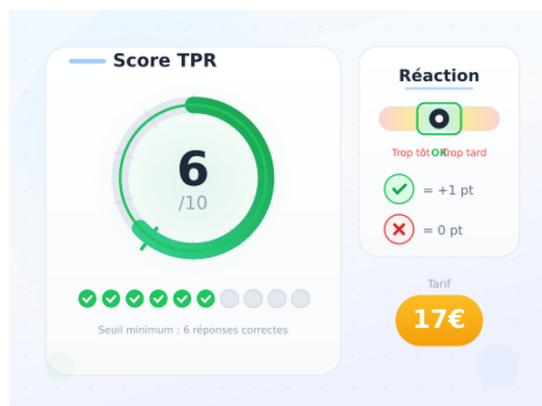 Score TPR
6
/10
Seuil minimum : 6 réponses correctes
Réaction
Trop tôt OK Trop tard
= +1 pt
= 0 pt
Tarif
17€